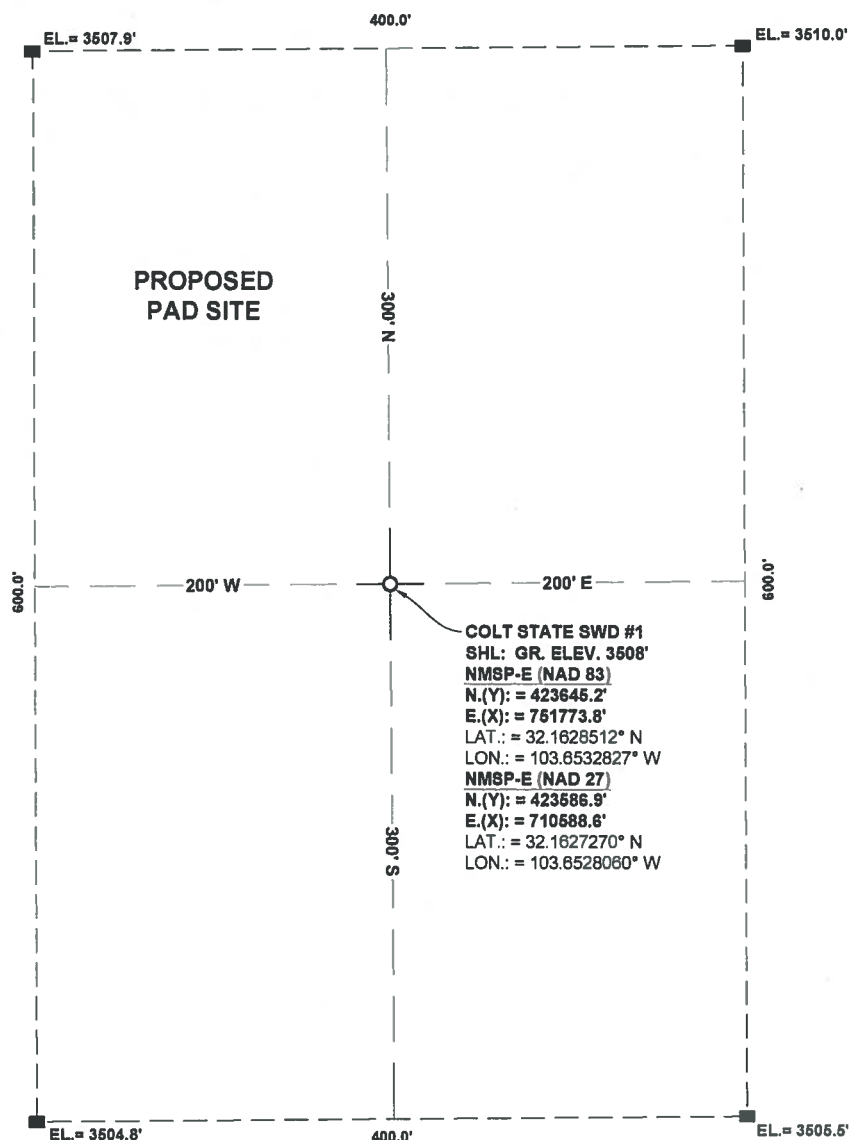 400.0'
EL.= 3507.9'
EL.= 3510.0'
PROPOSED
PAD SITE
300' N
600.0'
200' W
200' E
600.0'
COLT STATE SWD #1
SHL: GR. ELEV. 3508'
NMSP-E (NAD 83)
N.(Y): = 423645.2'
E.(X): = 751773.8'
LAT.: = 32.1628512° N
LON.: = 103.6532827° W
NMSP-E (NAD 27)
N.(Y): = 423586.9'
E.(X): = 710588.6'
LAT.: = 32.1627270° N
LON.: = 103.6528060° W
300' S
EL.= 3504.8'
400.0'
EL.= 3505.5'